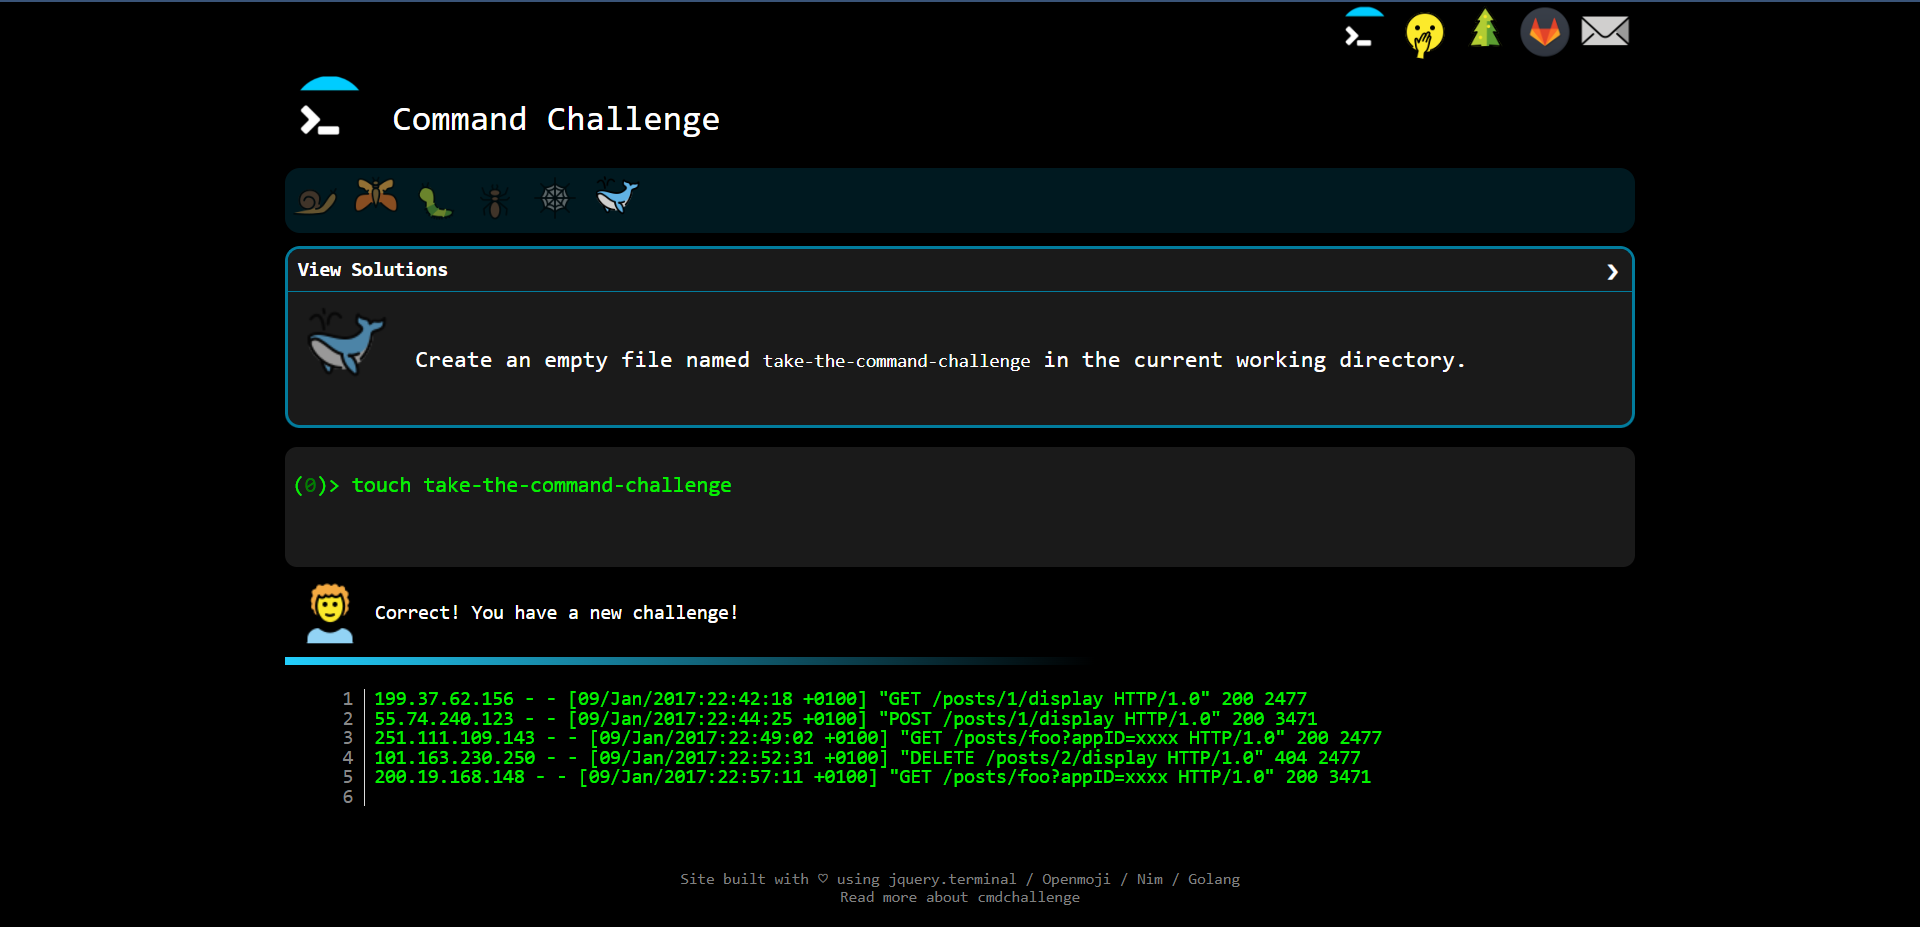 Command Challenge
View Solutions ❯
Create an empty file named take-the-command-challenge in the current working directory.
(0)> touch take-the-command-challenge
Correct! You have a new challenge!
1 199.37.62.156 - - [09/Jan/2017:22:42:18 +0100] "GET /posts/1/display HTTP/1.0" 200 2477
2 55.74.240.123 - - [09/Jan/2017:22:44:25 +0100] "POST /posts/1/display HTTP/1.0" 200 3471
3 251.111.109.143 - - [09/Jan/2017:22:49:02 +0100] "GET /posts/foo?appID=xxxx HTTP/1.0" 200 2477
4 101.163.230.250 - - [09/Jan/2017:22:52:31 +0100] "DELETE /posts/2/display HTTP/1.0" 404 2477
5 200.19.168.148 - - [09/Jan/2017:22:57:11 +0100] "GET /posts/foo?appID=xxxx HTTP/1.0" 200 3471
6
Site built with ♡ using jquery.terminal / Openmoji / Nim / Golang
Read more about cmdchallenge